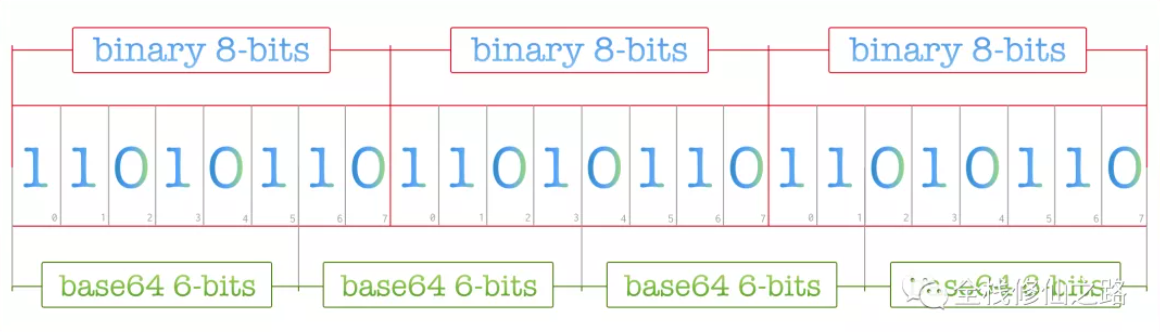 binary 8-bits binary 8-bits binary 8-bits
1 1 0 1 0 1 1 0 1 1 0 1 0 1 1 0 1 1 0 1 0 1 1 0
0 1 2 3 4 5 6 7 0 1 2 3 4 5 6 7 0 1 2 3 4 5 6 7
base64 6-bits base64 6-bits base64 6-bits base64 6-bits
全栈修仙之路